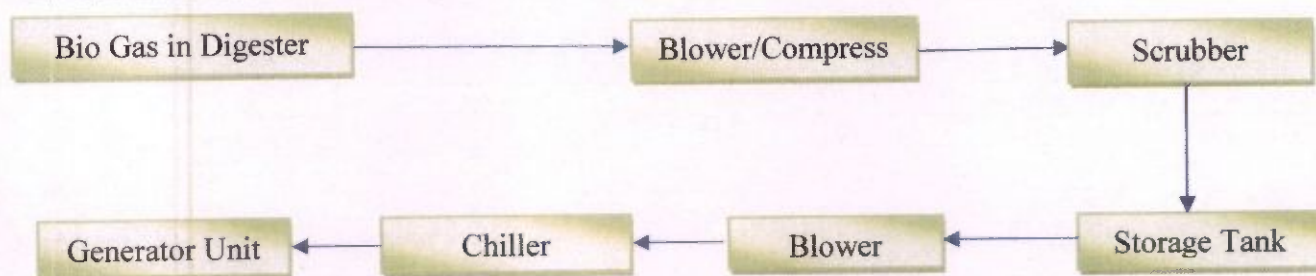 Bio Gas in Digester
Blower/Compress
Scrubber
Storage Tank
Blower
Chiller
Generator Unit